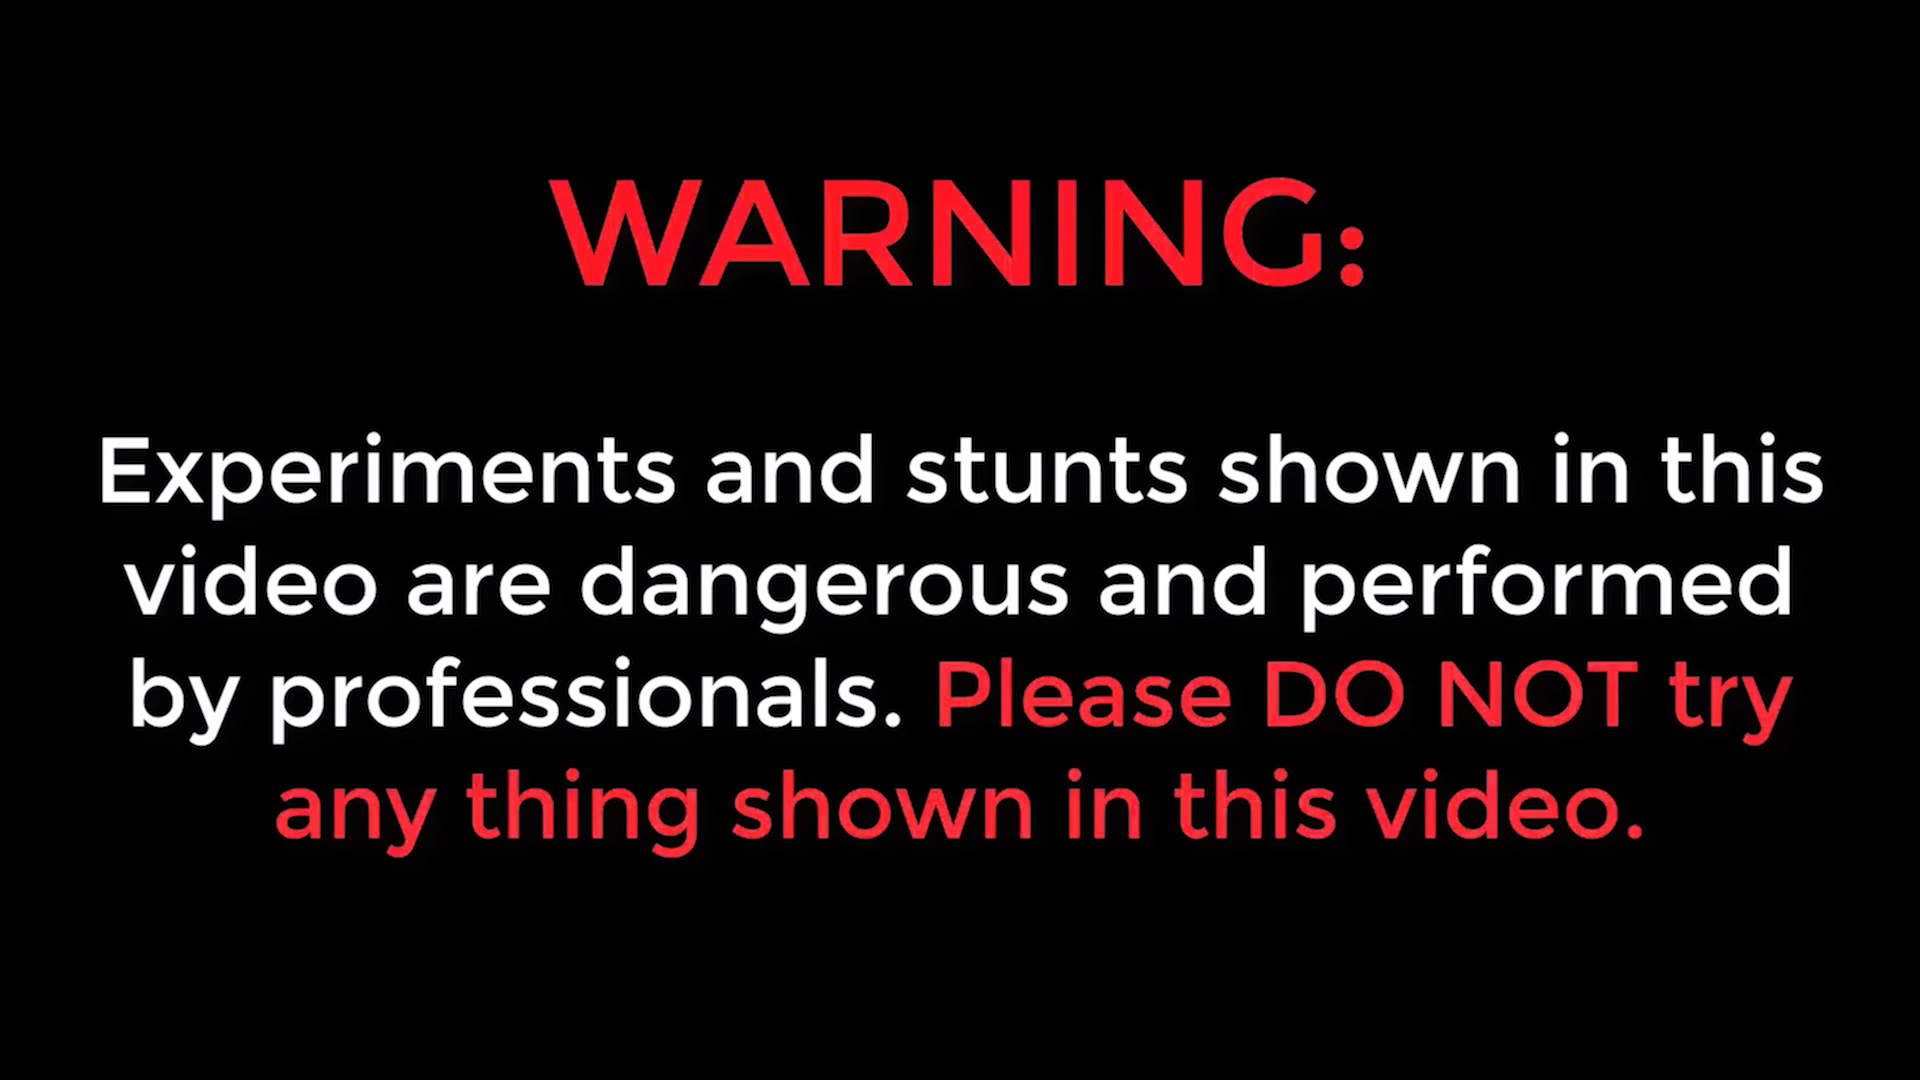 WARNING:
Experiments and stunts shown in this
video are dangerous and performed
by professionals. Please DO NOT try
any thing shown in this video.